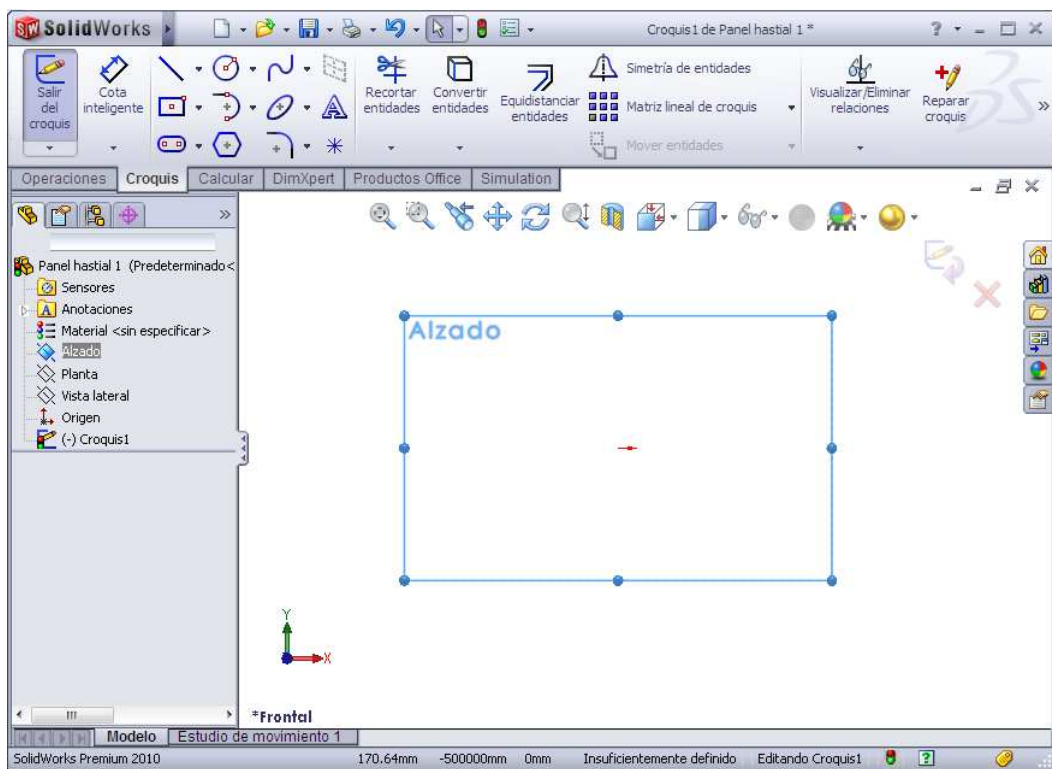 SolidWorks
Croquis1 de Panel hastial 1 *
Salir del croquis
Cota inteligente
Recortar entidades
Convertir entidades
Equidistanciar entidades
Simetría de entidades
Matriz lineal de croquis
Mover entidades
Visualizar/Eliminar relaciones
Reparar croquis
Operaciones
Croquis
Calcular
DimXpert
Productos Office
Simulation
Panel hastial 1 (Predeterminado<
Sensores
Anotaciones
Material <sin especificar>
Alzado
Planta
Vista lateral
Origen
(-) Croquis1
Alzado
Y
X
*Frontal
Modelo
Estudio de movimiento 1
SolidWorks Premium 2010
170.64mm -500000mm 0mm Insuficientemente definido Editando Croquis1